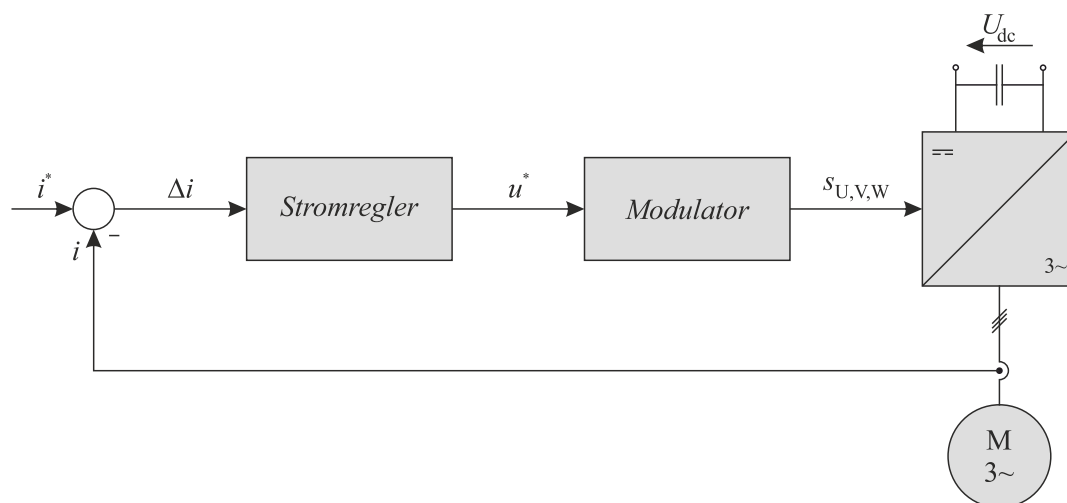 U_dc
i* Δi Stromregler u* Modulator s_U,V,W
i −
3~
M
3~